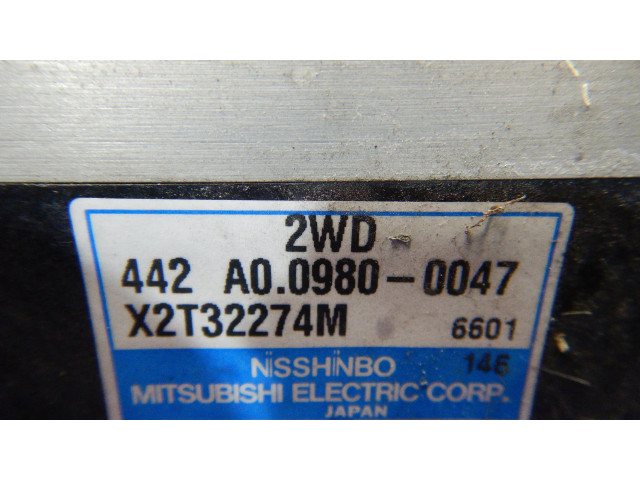 2WD
442 A0.0980-0047
X2T32274M 6601
NiSSHiNBO 146
MITSUBISHI ELECTRIC CORP.
JAPAN